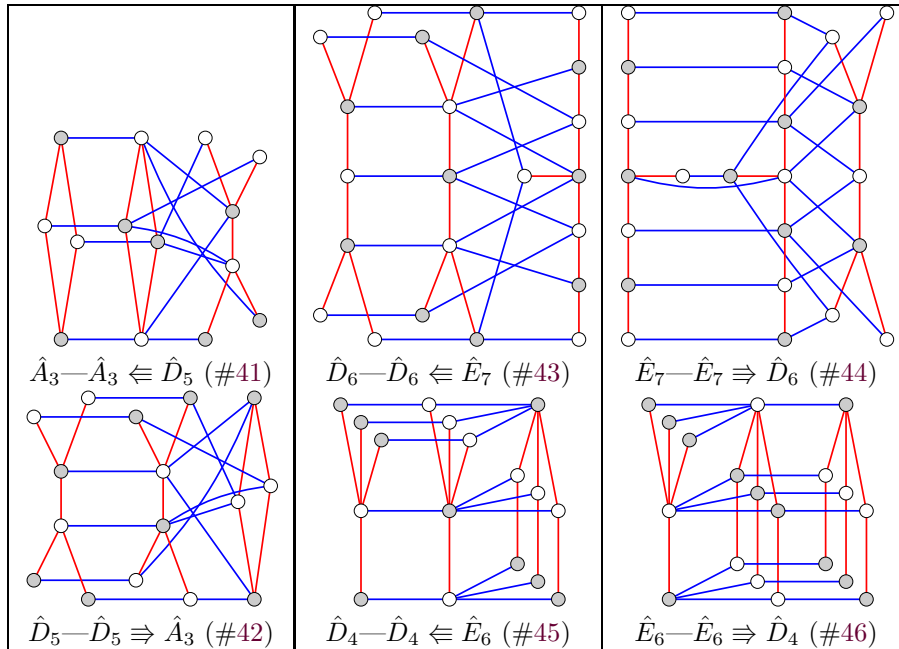 Â₃—Â₃ ⇚ D̂₅ (#41)
D̂₆—D̂₆ ⇚ Ê₇ (#43)
Ê₇—Ê₇ ⇛ D̂₆ (#44)
D̂₅—D̂₅ ⇛ Â₃ (#42)
D̂₄—D̂₄ ⇚ Ê₆ (#45)
Ê₆—Ê₆ ⇛ D̂₄ (#46)